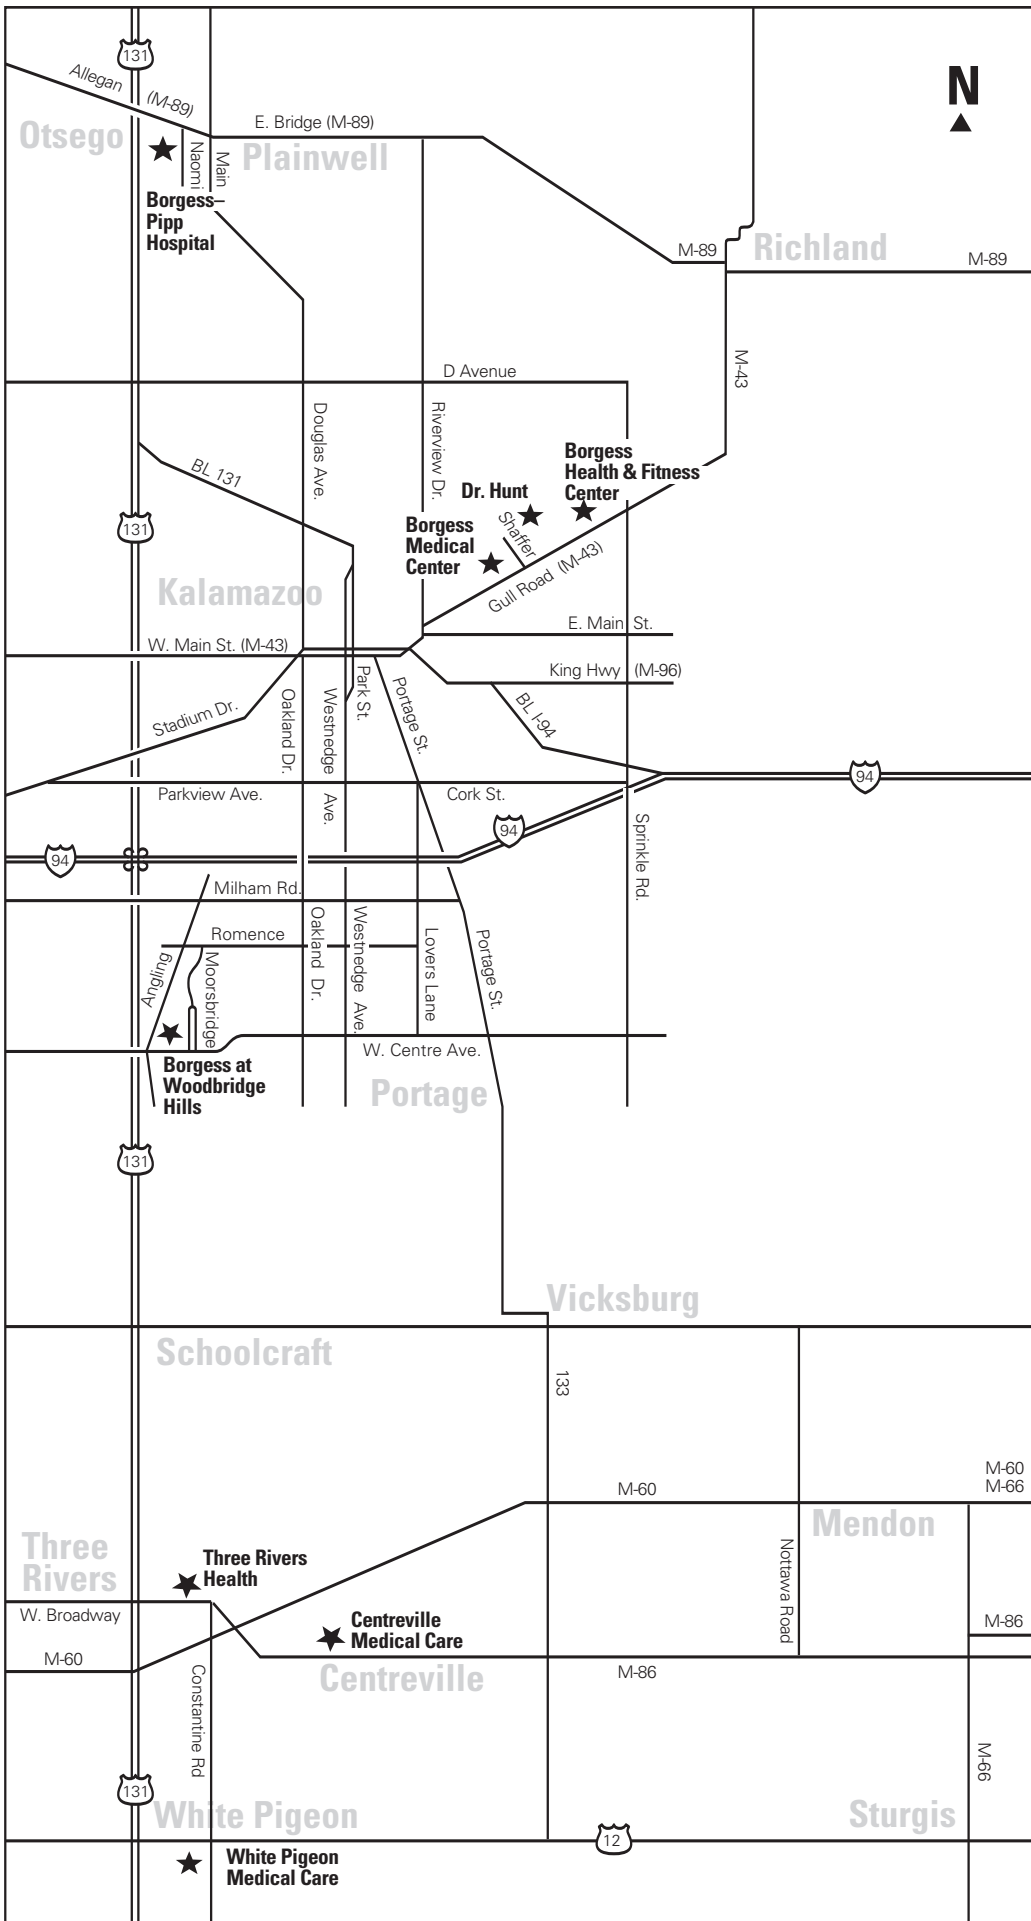 131
N
Allegan (M-89)
Otsego
E. Bridge (M-89)
Plainwell
Naomi
Main
Borgess–
Pipp
Hospital
Richland
M-89
M-89
M-43
D Avenue
Douglas Ave.
Riverview Dr.
BL 131
131
Borgess
Health & Fitness
Center
Dr. Hunt
Shaffer
Borgess
Medical
Center
Gull Road (M-43)
Kalamazoo
E. Main St.
W. Main St. (M-43)
King Hwy (M-96)
Park St.
Portage St.
BL I-94
Stadium Dr.
Oakland Dr.
Westnedge Ave.
Parkview Ave.
Cork St.
94
94
94
Sprinkle Rd.
Milham Rd.
Romence
Angling
Moorsbridge
Oakland Dr.
Westnedge Ave.
Lovers Lane
Portage St.
W. Centre Ave.
Borgess at
Woodbridge
Hills
Portage
131
Vicksburg
Schoolcraft
133
M-60
M-60
M-66
Mendon
Three
Rivers
Three Rivers
Health
Nottawa Road
W. Broadway
Centreville
Medical Care
M-86
M-60
Centreville
M-86
Constantine Rd
M-66
131
White Pigeon
Sturgis
12
White Pigeon
Medical Care